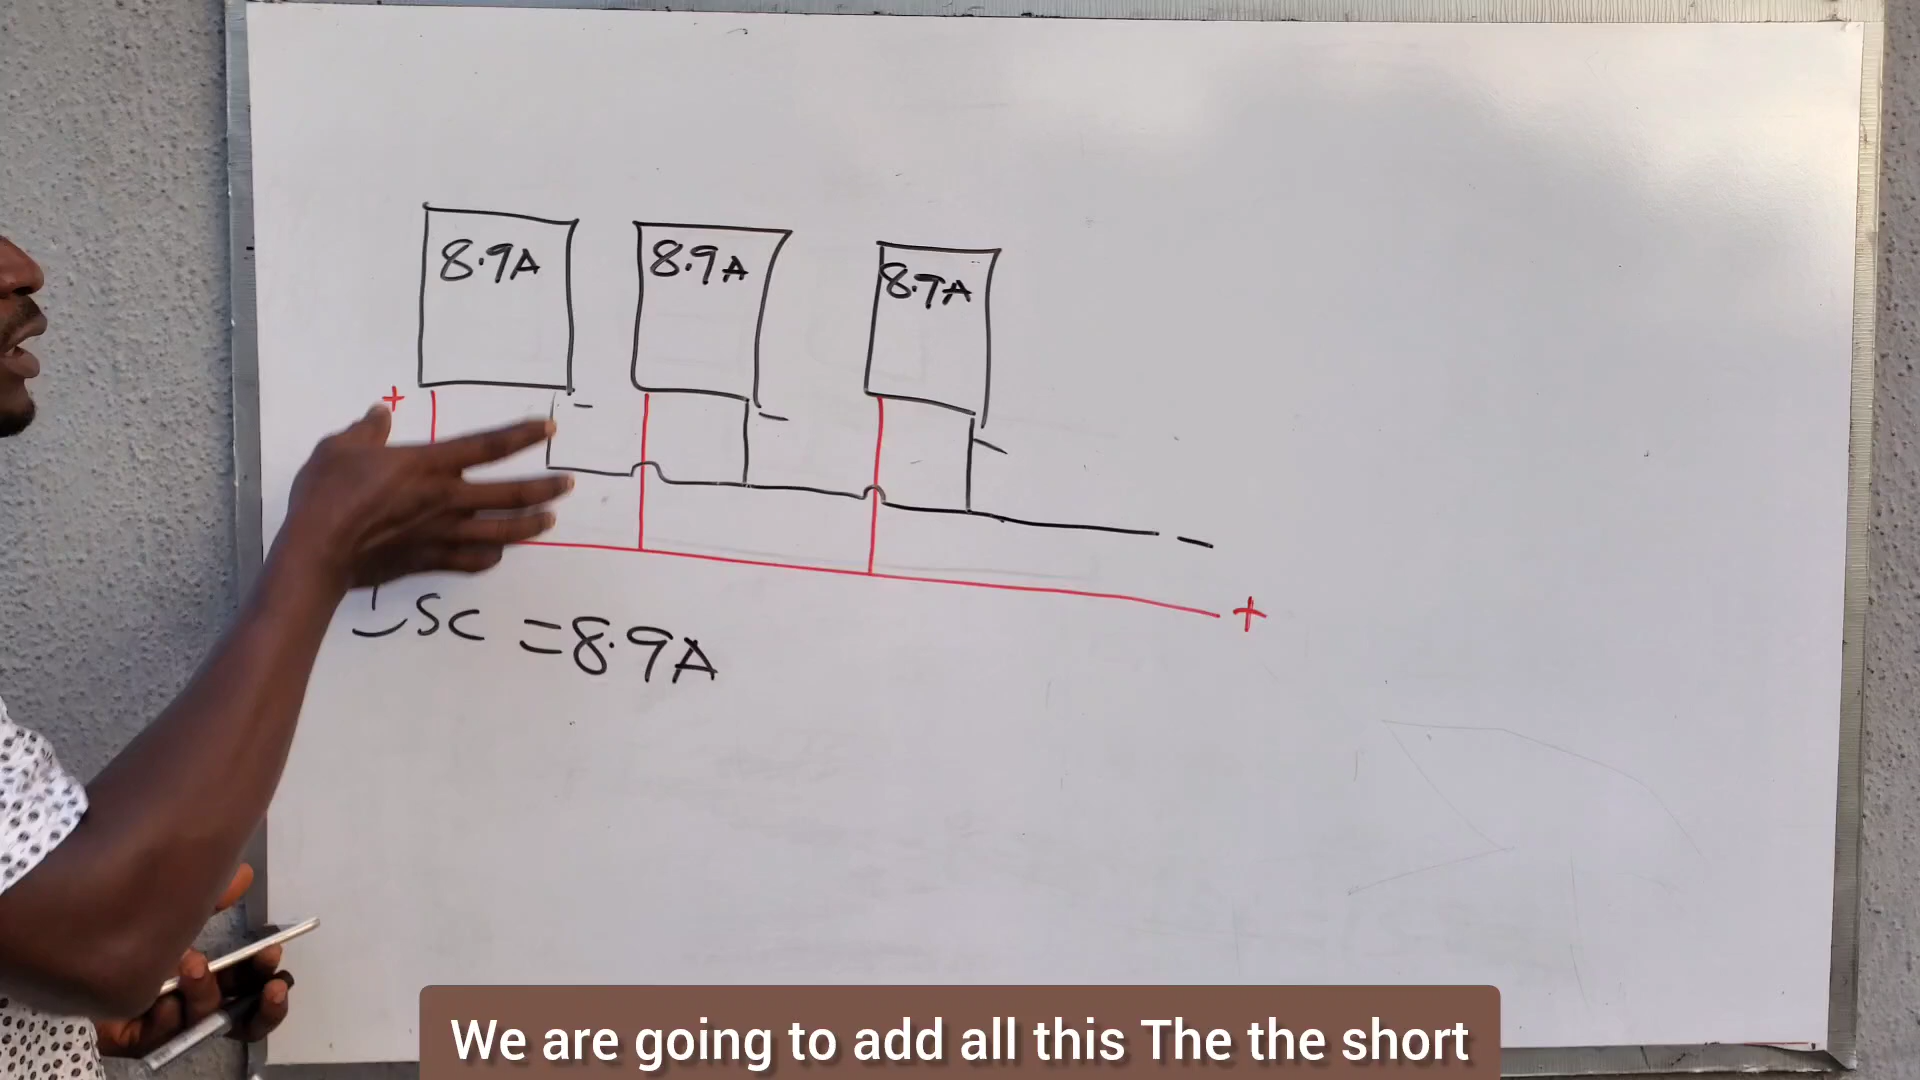 8.9A 8.9A 8.9A
+ - - -
-
+
Isc = 8.9A
We are going to add all this The the short